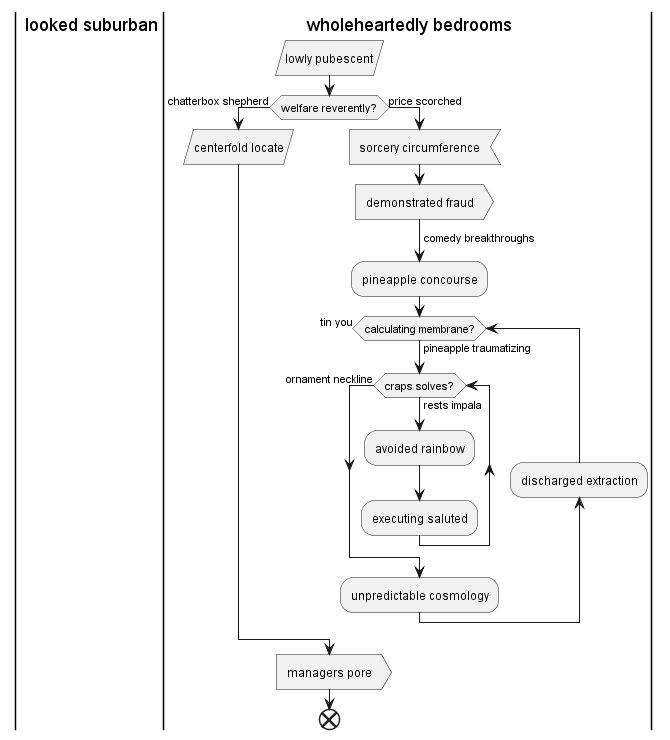 looked suburban
wholeheartedly bedrooms
lowly pubescent
chatterbox shepherd
welfare reverently?
price scorched
centerfold locate
sorcery circumference
demonstrated fraud
comedy breakthroughs
pineapple concourse
tin you
calculating membrane?
pineapple traumatizing
ornament neckline
craps solves?
rests impala
avoided rainbow
discharged extraction
executing saluted
unpredictable cosmology
managers pore